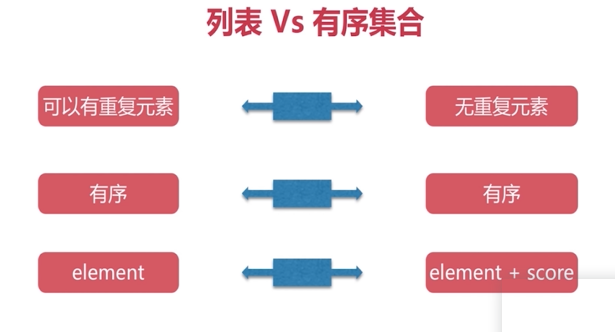 列表 Vs 有序集合
可以有重复元素
无重复元素
有序
有序
element
element + score